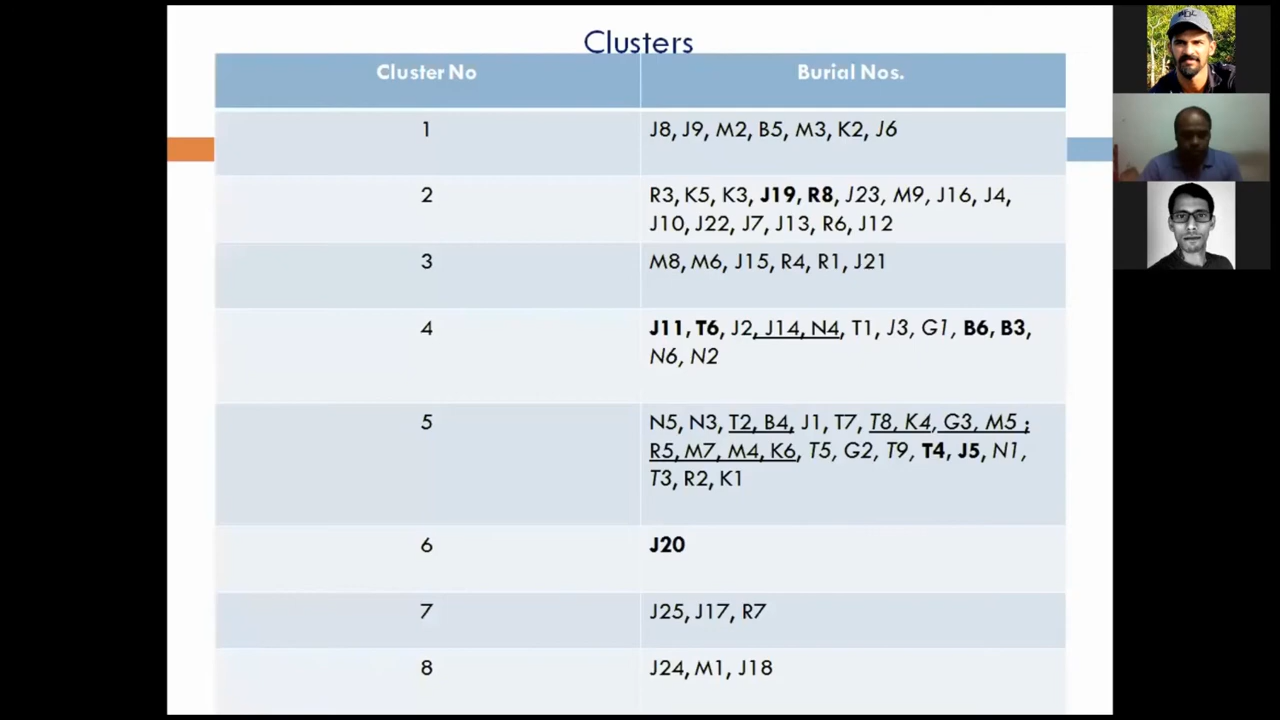 Clusters
Cluster No Burial Nos.
1 J8, J9, M2, B5, M3, K2, J6
2 R3, K5, K3, J19, R8, J23, M9, J16, J4,
J10, J22, J7, J13, R6, J12
3 M8, M6, J15, R4, R1, J21
4 J11, T6, J2, J14, N4, T1, J3, G1, B6, B3,
N6, N2
5 N5, N3, T2, B4, J1, T7, T8, K4, G3, M5 ;
R5, M7, M4, K6, T5, G2, T9, T4, J5, N1,
T3, R2, K1
6 J20
7 J25, J17, R7
8 J24, M1, J18